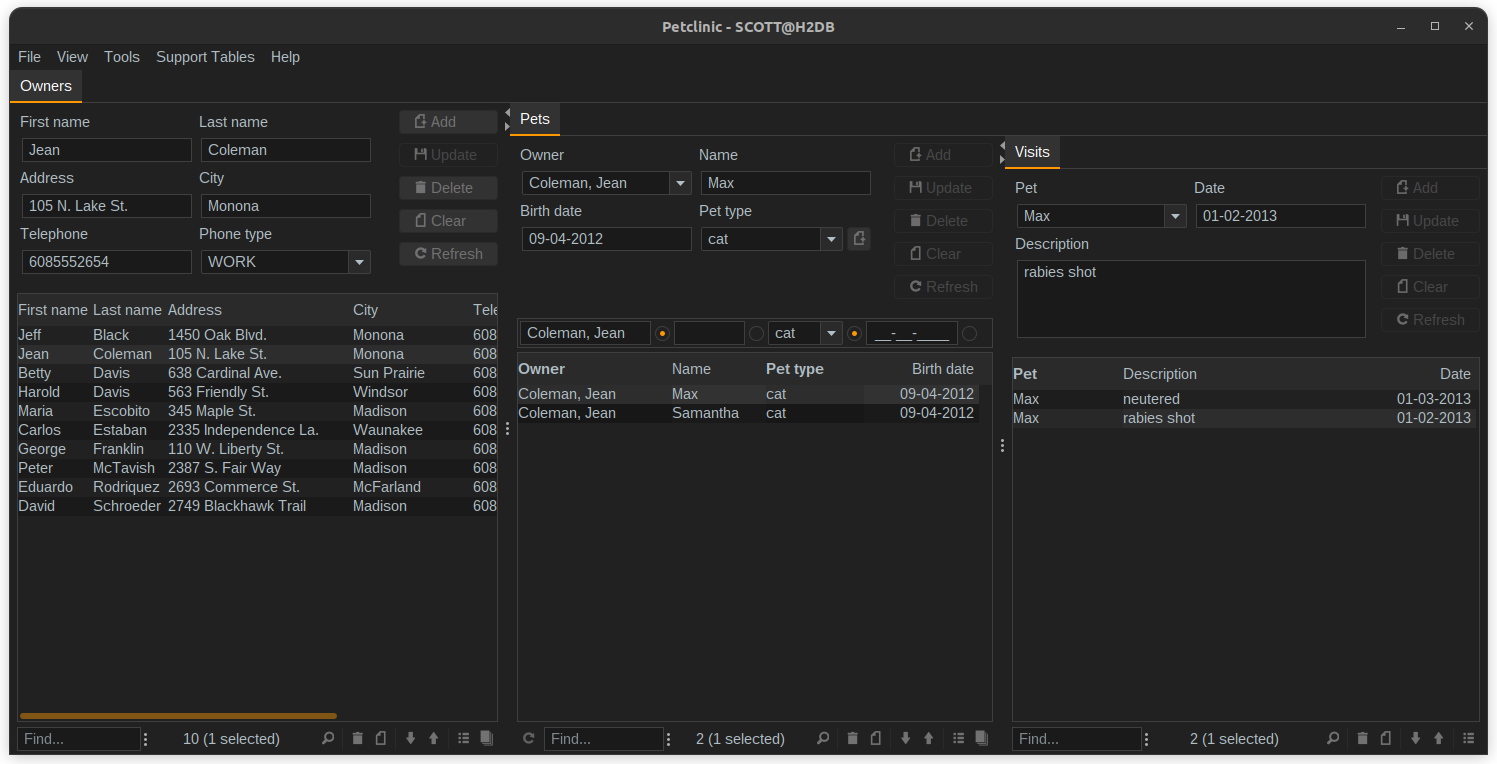 Petclinic - SCOTT@H2DB
File View Tools Support Tables Help
Owners
First name Last name
Jean Coleman
Address City
105 N. Lake St. Monona
Telephone Phone type
6085552654 WORK
Add
Update
Delete
Clear
Refresh
First name Last name Address City Tele
Jeff Black 1450 Oak Blvd. Monona 608
Jean Coleman 105 N. Lake St. Monona 608
Betty Davis 638 Cardinal Ave. Sun Prairie 608
Harold Davis 563 Friendly St. Windsor 608
Maria Escobito 345 Maple St. Madison 608
Carlos Estaban 2335 Independence La. Waunakee 608
George Franklin 110 W. Liberty St. Madison 608
Peter McTavish 2387 S. Fair Way Madison 608
Eduardo Rodriquez 2693 Commerce St. McFarland 608
David Schroeder 2749 Blackhawk Trail Madison 608
Find... 10 (1 selected)
Pets
Owner Name
Coleman, Jean Max
Birth date Pet type
09-04-2012 cat
Add
Update
Delete
Clear
Refresh
Coleman, Jean cat __-__-____
Owner Name Pet type Birth date
Coleman, Jean Max cat 09-04-2012
Coleman, Jean Samantha cat 09-04-2012
Find... 2 (1 selected)
Visits
Pet Date
Max 01-02-2013
Description
rabies shot
Add
Update
Delete
Clear
Refresh
Pet Description Date
Max neutered 01-03-2013
Max rabies shot 01-02-2013
Find... 2 (1 selected)